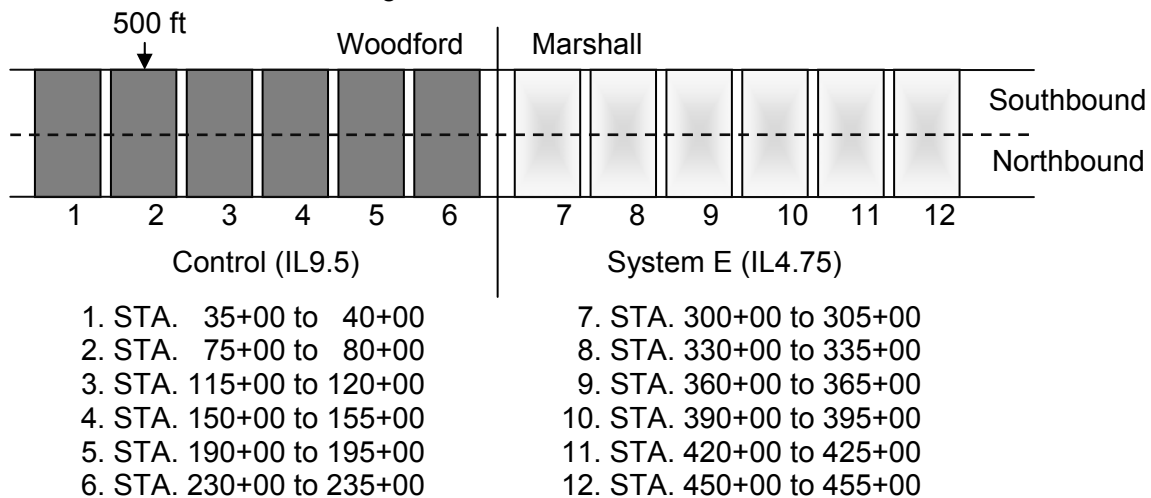 500 ft
Woodford Marshall
Southbound
Northbound
1 2 3 4 5 6 7 8 9 10 11 12
Control (IL9.5) System E (IL4.75)
1. STA. 35+00 to 40+00
2. STA. 75+00 to 80+00
3. STA. 115+00 to 120+00
4. STA. 150+00 to 155+00
5. STA. 190+00 to 195+00
6. STA. 230+00 to 235+00
7. STA. 300+00 to 305+00
8. STA. 330+00 to 335+00
9. STA. 360+00 to 365+00
10. STA. 390+00 to 395+00
11. STA. 420+00 to 425+00
12. STA. 450+00 to 455+00